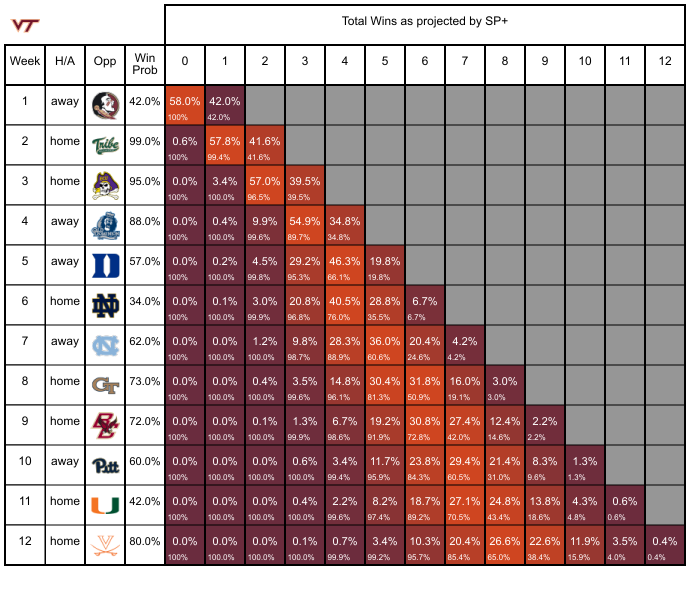 VT
Total Wins as projected by SP+
Week H/A Opp Win Prob 0 1 2 3 4 5 6 7 8 9 10 11 12
1 away 42.0% 58.0% 42.0%
100% 42.0%
2 home Tribe 99.0% 0.6% 57.8% 41.6%
100% 99.4% 41.6%
3 home ECU 95.0% 0.0% 3.4% 57.0% 39.5%
100% 100.0% 96.5% 39.5%
4 away 88.0% 0.0% 0.4% 9.9% 54.9% 34.8%
100% 100.0% 99.6% 89.7% 34.8%
5 away D 57.0% 0.0% 0.2% 4.5% 29.2% 46.3% 19.8%
100% 100.0% 99.8% 95.3% 66.1% 19.8%
6 home ND 34.0% 0.0% 0.1% 3.0% 20.8% 40.5% 28.8% 6.7%
100% 100.0% 99.9% 96.8% 76.0% 35.5% 6.7%
7 away NC 62.0% 0.0% 0.0% 1.2% 9.8% 28.3% 36.0% 20.4% 4.2%
100% 100.0% 100.0% 98.7% 88.9% 60.6% 24.6% 4.2%
8 home GT 73.0% 0.0% 0.0% 0.4% 3.5% 14.8% 30.4% 31.8% 16.0% 3.0%
100% 100.0% 100.0% 99.6% 96.1% 81.3% 50.9% 19.1% 3.0%
9 home BC 72.0% 0.0% 0.0% 0.1% 1.3% 6.7% 19.2% 30.8% 27.4% 12.4% 2.2%
100% 100.0% 100.0% 99.9% 98.6% 91.9% 72.8% 42.0% 14.6% 2.2%
10 away Pitt 60.0% 0.0% 0.0% 0.0% 0.6% 3.4% 11.7% 23.8% 29.4% 21.4% 8.3% 1.3%
100% 100.0% 100.0% 100.0% 99.4% 95.9% 84.3% 60.5% 31.0% 9.6% 1.3%
11 home U 42.0% 0.0% 0.0% 0.0% 0.4% 2.2% 8.2% 18.7% 27.1% 24.8% 13.8% 4.3% 0.6%
100% 100.0% 100.0% 100.0% 99.6% 97.4% 89.2% 70.5% 43.4% 18.6% 4.8% 0.6%
12 home V 80.0% 0.0% 0.0% 0.0% 0.1% 0.7% 3.4% 10.3% 20.4% 26.6% 22.6% 11.9% 3.5% 0.4%
100% 100.0% 100.0% 100.0% 99.9% 99.2% 95.7% 85.4% 65.0% 38.4% 15.9% 4.0% 0.4%